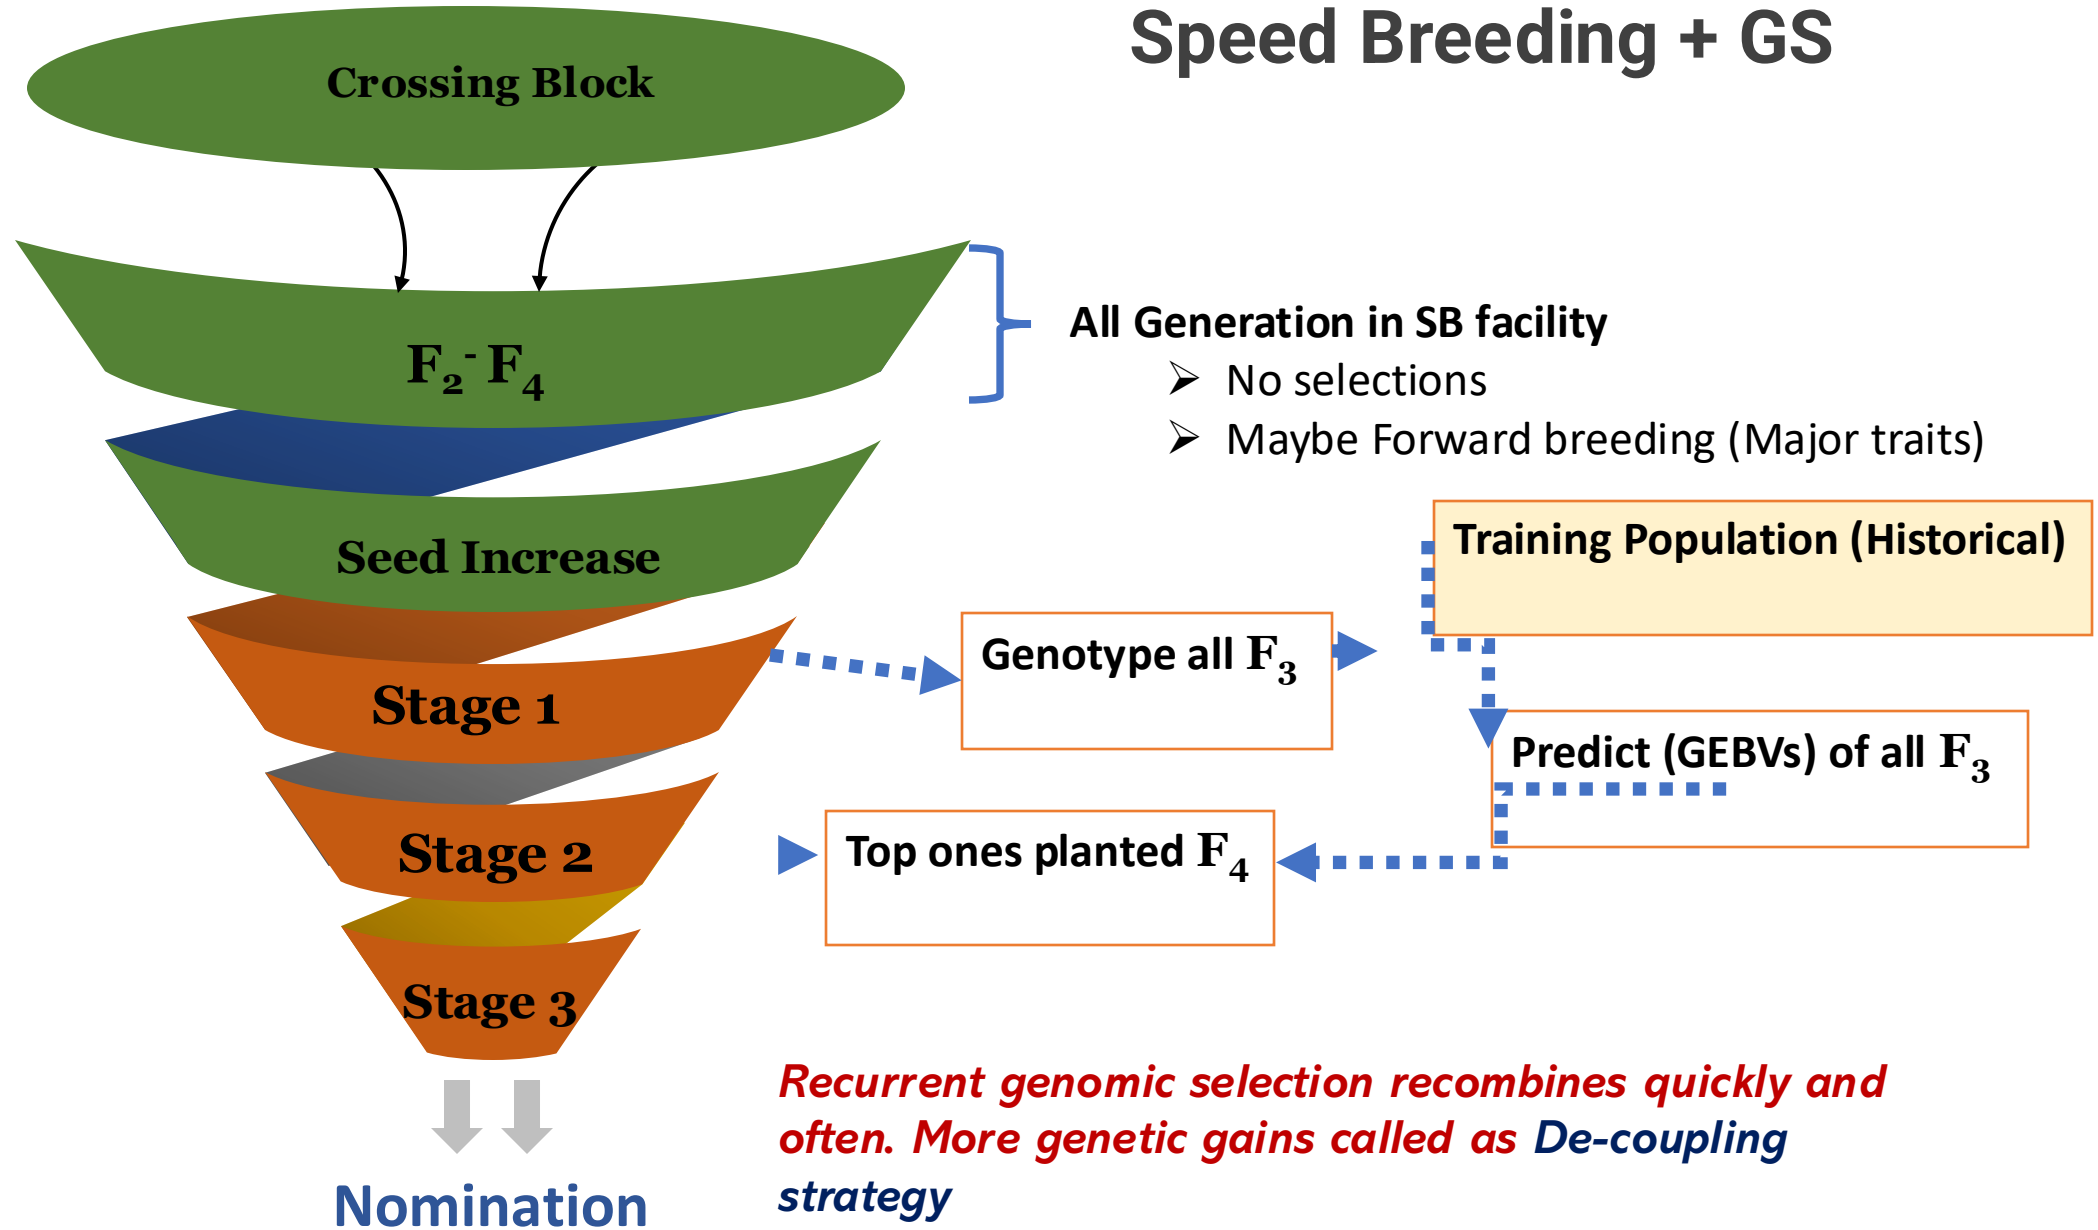 Speed Breeding + GS
Crossing Block
F₂-F₄
All Generation in SB facility
➢ No selections
➢ Maybe Forward breeding (Major traits)
Seed Increase
Training Population (Historical)
Stage 1
Genotype all F₃
Predict (GEBVs) of all F₃
Stage 2
Top ones planted F₄
Stage 3
Recurrent genomic selection recombines quickly and
often. More genetic gains called as De-coupling
strategy
Nomination